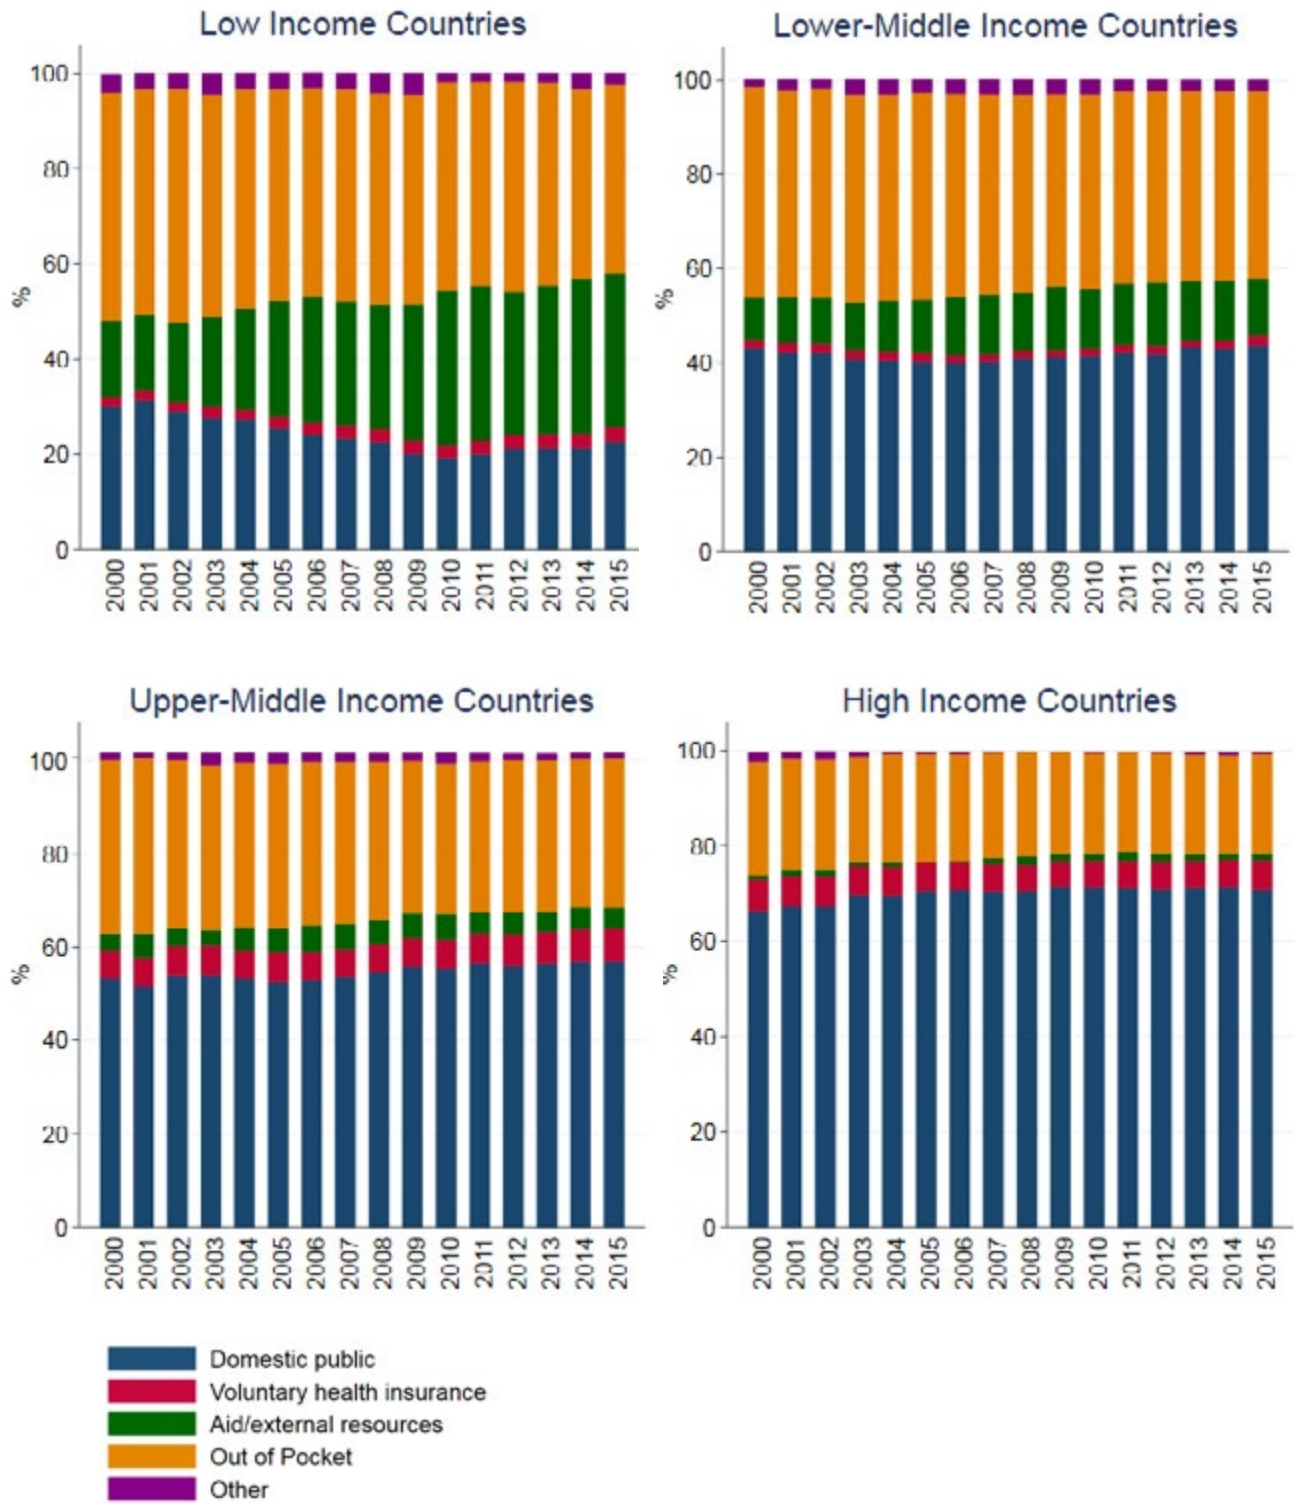 Low Income Countries
100
80
60
40
20
0
%
2000 2001 2002 2003 2004 2005 2006 2007 2008 2009 2010 2011 2012 2013 2014 2015
Lower-Middle Income Countries
100
80
60
40
20
0
%
2000 2001 2002 2003 2004 2005 2006 2007 2008 2009 2010 2011 2012 2013 2014 2015
Upper-Middle Income Countries
100
80
60
40
20
0
%
2000 2001 2002 2003 2004 2005 2006 2007 2008 2009 2010 2011 2012 2013 2014 2015
High Income Countries
100
80
60
40
20
0
%
2000 2001 2002 2003 2004 2005 2006 2007 2008 2009 2010 2011 2012 2013 2014 2015
Domestic public
Voluntary health insurance
Aid/external resources
Out of Pocket
Other